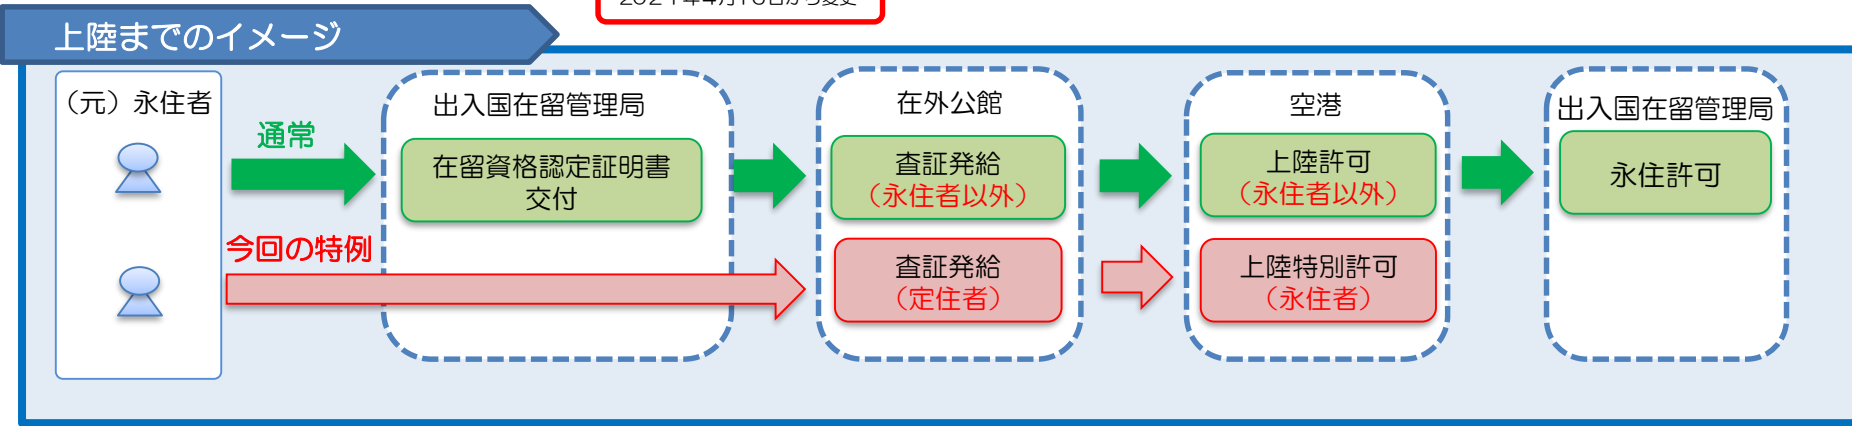 上陸までのイメージ
（元）永住者
通常
今回の特例
出入国在留管理局
在留資格認定証明書
交付
在外公館
査証発給
（永住者以外）
査証発給
（定住者）
空港
上陸許可
（永住者以外）
上陸特別許可
（永住者）
出入国在留管理局
永住許可